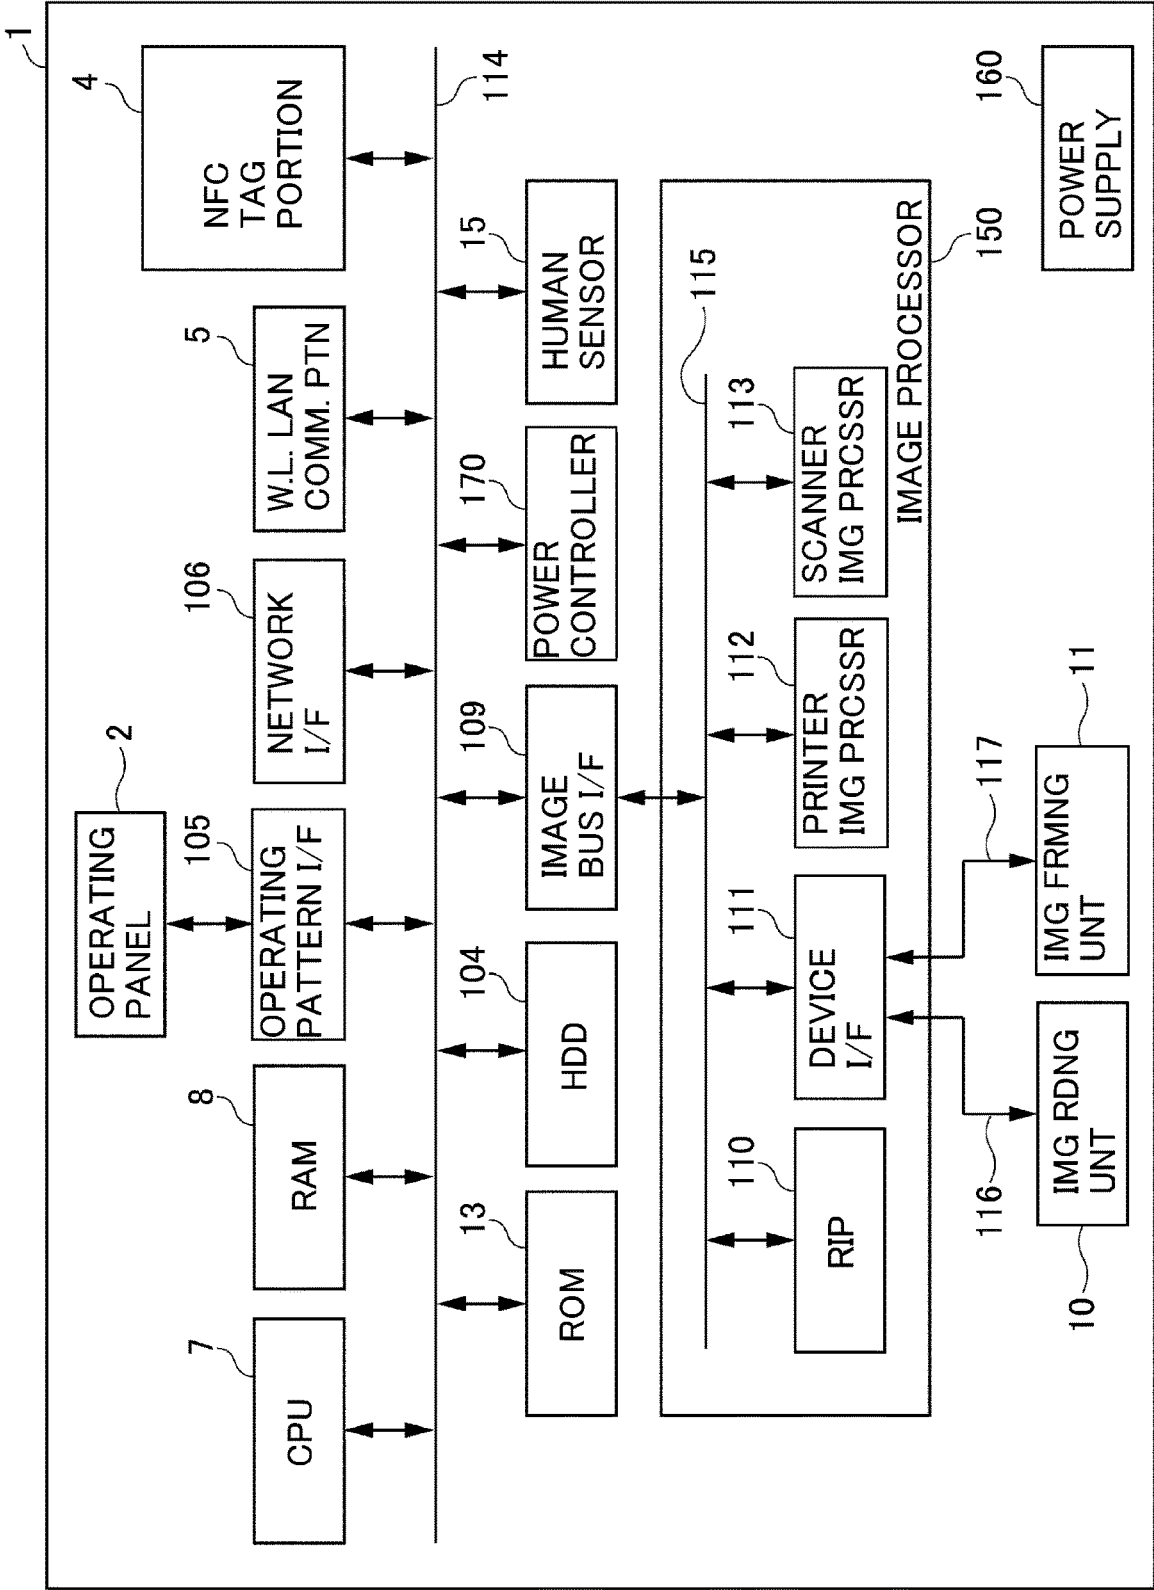 1
OPERATING
PANEL
2
CPU
7
RAM
8
OPERATING
PATTERN I/F
105
NETWORK
I/F
106
W.L. LAN
COMM. PTN
5
NFC
TAG
PORTION
4
114
ROM
13
HDD
104
IMAGE
BUS I/F
109
POWER
CONTROLLER
170
HUMAN
SENSOR
15
115
RIP
110
DEVICE
I/F
111
PRINTER
IMG PRCSSR
112
SCANNER
IMG PRCSSR
113
IMAGE PROCESSOR
150
116
117
IMG RDNG
UNT
10
IMG FRMNG
UNT
11
POWER
SUPPLY
160